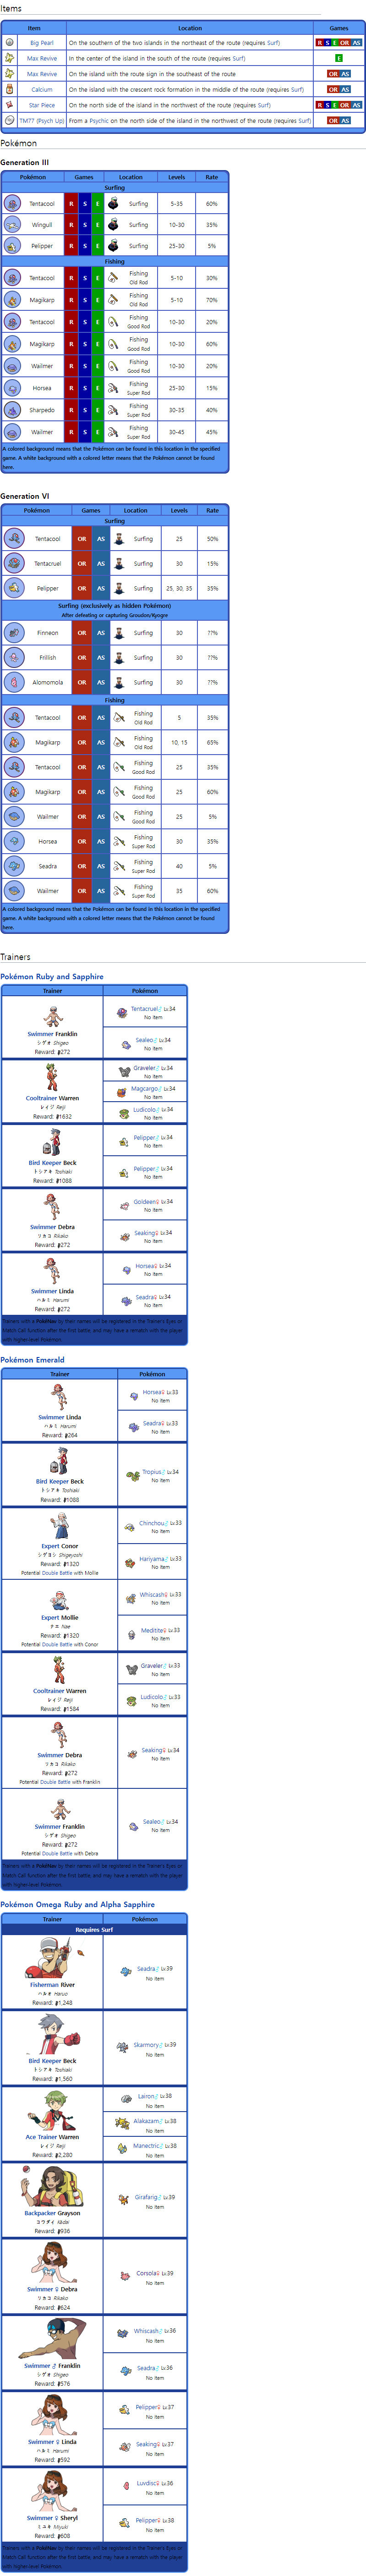 Items
Item Location Games
Big Pearl On the southern of the two islands in the northeast of the route (requires Surf) R S E OR AS
Max Revive In the center of the island in the south of the route (requires Surf) E
Max Revive On the island with the route sign in the southeast of the route OR AS
Calcium On the island with the crescent rock formation in the middle of the route (requires Surf) OR AS
Star Piece On the north side of the island in the northwest of the route (requires Surf) R S E OR AS
TM77 (Psych Up) From a Psychic on the north side of the island in the northwest of the route (requires Surf) OR AS
Pokémon
Generation III
Pokémon Games Location Levels Rate
Surfing
Tentacool R S E Surfing 5-35 60%
Wingull R S E Surfing 10-30 35%
Pelipper R S E Surfing 25-30 5%
Fishing
Tentacool R S E Fishing Old Rod 5-10 30%
Magikarp R S E Fishing Old Rod 5-10 70%
Tentacool R S E Fishing Good Rod 10-30 20%
Magikarp R S E Fishing Good Rod 10-30 60%
Wailmer R S E Fishing Good Rod 10-30 20%
Horsea R S E Fishing Super Rod 25-30 15%
Sharpedo R S E Fishing Super Rod 30-35 40%
Wailmer R S E Fishing Super Rod 30-45 45%
A colored background means that the Pokémon can be found in this location in the specified
game. A white background with a colored letter means that the Pokémon cannot be found
here.
Generation VI
Pokémon Games Location Levels Rate
Surfing
Tentacool OR AS Surfing 25 50%
Tentacruel OR AS Surfing 30 15%
Pelipper OR AS Surfing 25, 30, 35 35%
Surfing (exclusively as hidden Pokémon)
After defeating or capturing Groudon/Kyogre
Finneon OR AS Surfing 30 ??%
Frillish OR AS Surfing 30 ??%
Alomomola OR AS Surfing 30 ??%
Fishing
Tentacool OR AS Fishing Old Rod 5 35%
Magikarp OR AS Fishing Old Rod 10, 15 65%
Tentacool OR AS Fishing Good Rod 25 35%
Magikarp OR AS Fishing Good Rod 25 60%
Wailmer OR AS Fishing Good Rod 25 5%
Horsea OR AS Fishing Super Rod 30 35%
Seadra OR AS Fishing Super Rod 40 5%
Wailmer OR AS Fishing Super Rod 35 60%
A colored background means that the Pokémon can be found in this location in the specified
game. A white background with a colored letter means that the Pokémon cannot be found
here.
Trainers
Pokémon Ruby and Sapphire
Trainer Pokémon
Swimmer Franklin
シゲオ Shigeo
Reward: 272
Tentacruel♂ Lv.34
No item
Sealeo♂ Lv.34
No item
Cooltrainer Warren
レイジ Reiji
Reward: 1632
Graveler♂ Lv.34
No item
Magcargo♂ Lv.34
No item
Ludicolo♂ Lv.34
No item
Bird Keeper Beck
トシアキ Toshiaki
Reward: 1088
Pelipper♂ Lv.34
No item
Pelipper♂ Lv.34
No item
Swimmer Debra
リカコ Rikako
Reward: 272
Goldeen♀ Lv.34
No item
Seaking♀ Lv.34
No item
Swimmer Linda
ハルミ Harumi
Reward: 272
Horsea♀ Lv.34
No item
Seadra♀ Lv.34
No item
Trainers with a PokéNav by their names will be registered in the Trainer's Eyes or
Match Call function after the first battle, and may have a rematch with the player
with higher-level Pokémon.
Pokémon Emerald
Trainer Pokémon
Swimmer Linda
ハルミ Harumi
Reward: 264
Horsea♀ Lv.33
No item
Seadra♀ Lv.33
No item
Bird Keeper Beck
トシアキ Toshiaki
Reward: 1088
Tropius♂ Lv.34
No item
Expert Conor
シゲヨシ Shigeyoshi
Reward: 1320
Potential Double Battle with Mollie
Chinchou♂ Lv.33
No item
Hariyama♂ Lv.33
No item
Expert Mollie
ナエ Nae
Reward: 1320
Potential Double Battle with Conor
Whiscash♀ Lv.33
No item
Meditite♀ Lv.33
No item
Cooltrainer Warren
レイジ Reiji
Reward: 1584
Graveler♂ Lv.33
No item
Ludicolo♂ Lv.33
No item
Swimmer Debra
リカコ Rikako
Reward: 272
Potential Double Battle with Franklin
Seaking♀ Lv.34
No item
Swimmer Franklin
シゲオ Shigeo
Reward: 272
Potential Double Battle with Debra
Sealeo♂ Lv.34
No item
Trainers with a PokéNav by their names will be registered in the Trainer's Eyes or
Match Call function after the first battle, and may have a rematch with the player
with higher-level Pokémon.
Pokémon Omega Ruby and Alpha Sapphire
Trainer Pokémon
Requires Surf
Fisherman River
ハルオ Haruo
Reward: 1,248
Seadra♂ Lv.39
No item
Bird Keeper Beck
トシアキ Toshiaki
Reward: 1,560
Skarmory♂ Lv.39
No item
Ace Trainer Warren
レイジ Reiji
Reward: 2,280
Lairon♂ Lv.38
No item
Alakazam♂ Lv.38
No item
Manectric♂ Lv.38
No item
Backpacker Grayson
コウダイ Kōdai
Reward: 936
Girafarig♂ Lv.39
No item
Swimmer ♀ Debra
リカコ Rikako
Reward: 624
Corsola♀ Lv.39
No item
Swimmer ♂ Franklin
シゲオ Shigeo
Reward: 576
Whiscash♂ Lv.36
No item
Seadra♂ Lv.36
No item
Swimmer ♀ Linda
ハルミ Harumi
Reward: 592
Pelipper♀ Lv.37
No item
Seaking♀ Lv.37
No item
Swimmer ♀ Sheryl
ミユキ Miyuki
Reward: 608
Luvdisc♀ Lv.36
No item
Pelipper♀ Lv.38
No item
Trainers with a PokéNav by their names will be registered in the Trainer's Eyes or
Match Call function after the first battle, and may have a rematch with the player
with higher-level Pokémon.